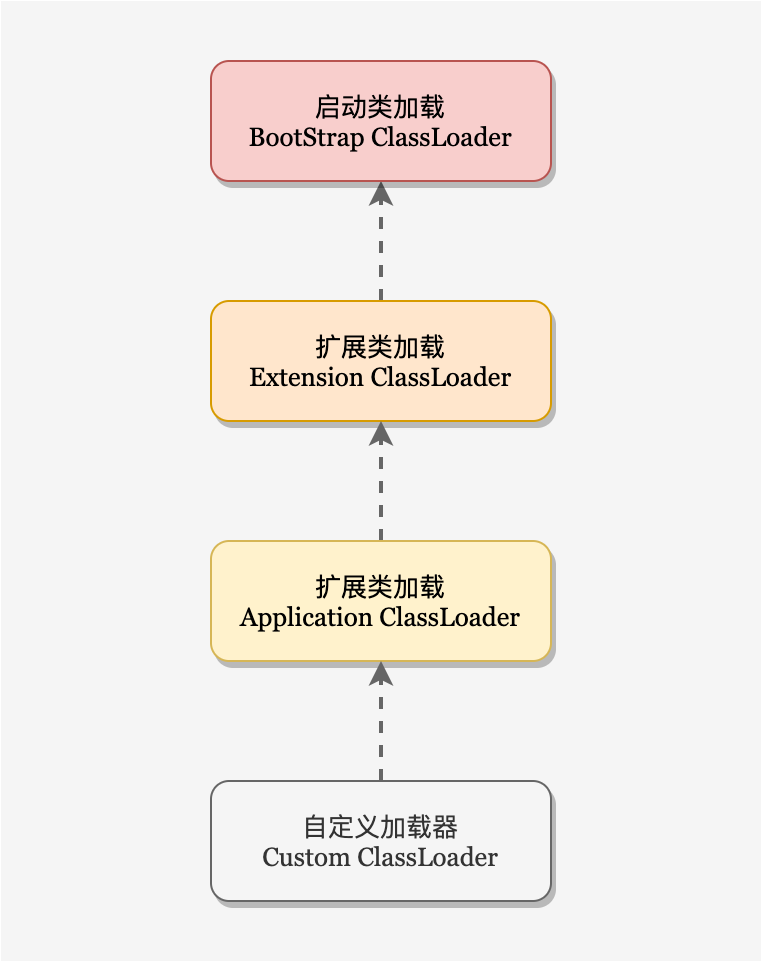 启动类加载
BootStrap ClassLoader
扩展类加载
Extension ClassLoader
扩展类加载
Application ClassLoader
自定义加载器
Custom ClassLoader